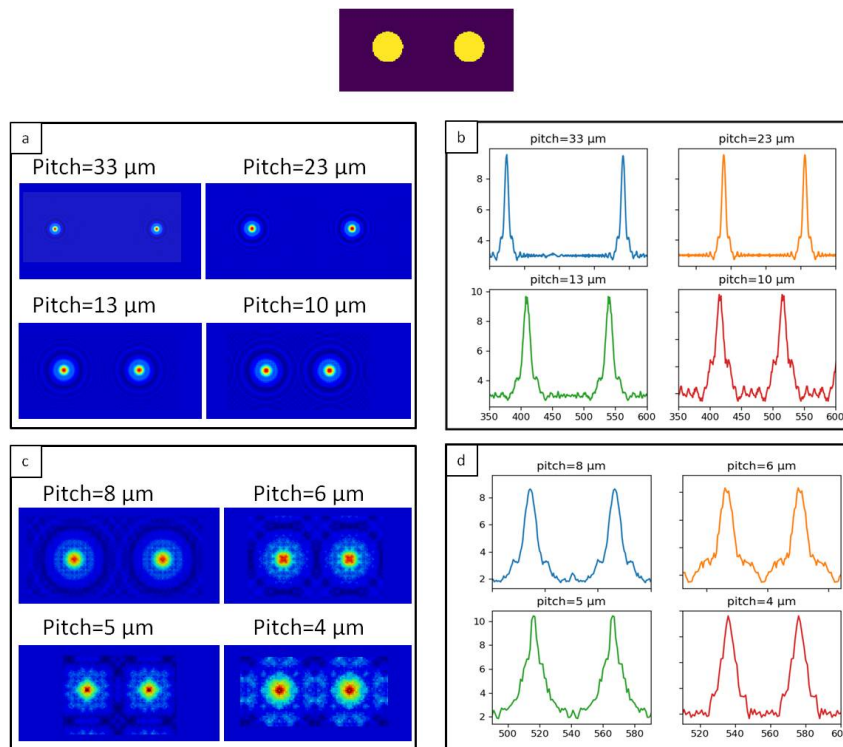 a
Pitch=33 µm Pitch=23 µm
Pitch=13 µm Pitch=10 µm
b
pitch=33 µm pitch=23 µm
8
6
4
pitch=13 µm pitch=10 µm
10
8
6
4
350 400 450 500 550 600 350 400 450 500 550 600
c
Pitch=8 µm Pitch=6 µm
Pitch=5 µm Pitch=4 µm
d
pitch=8 µm pitch=6 µm
8
6
4
2
pitch=5 µm pitch=4 µm
10
8
6
4
2
500 520 540 560 580 520 540 560 580 600